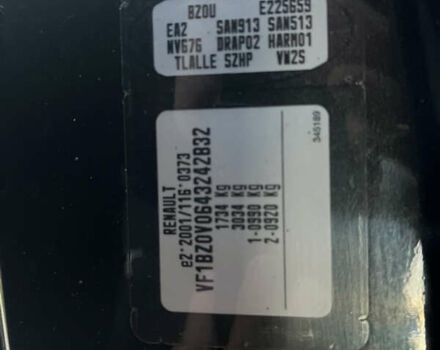 BZ0U E225659
EA2 SAN913 SAN513
NV676 DRAP02 HARM01
TLALLE SZHP VN25
RENAULT
e2*2001/116*0373
VF1BZ0V0643242832
1734 Kg
3034 Kg
1-0990 Kg
2-0920 Kg
345189